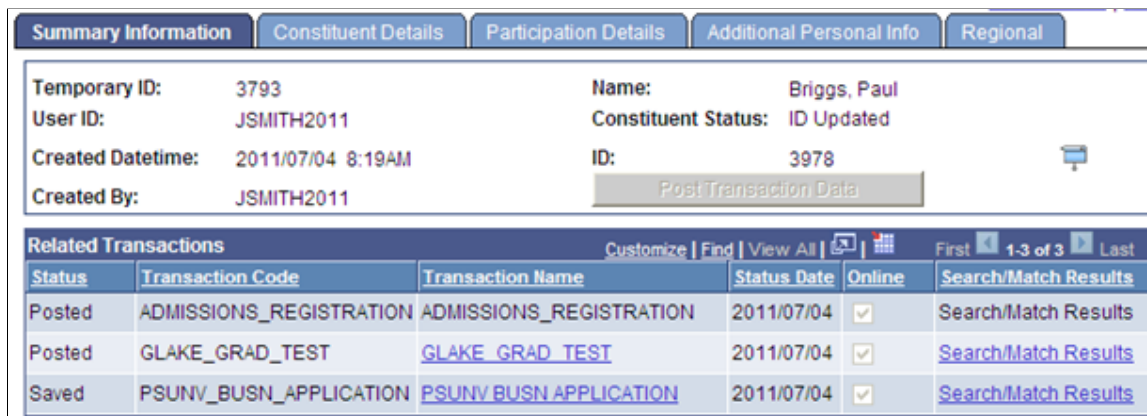 Summary Information Constituent Details Participation Details Additional Personal Info Regional
Temporary ID: 3793 Name: Briggs, Paul
User ID: JSMITH2011 Constituent Status: ID Updated
Created Datetime: 2011/07/04 8:19AM ID: 3978
Created By: JSMITH2011 Post Transaction Data
Related Transactions Customize | Find | View All | | First 1-3 of 3 Last
Status Transaction Code Transaction Name Status Date Online Search/Match Results
Posted ADMISSIONS_REGISTRATION ADMISSIONS_REGISTRATION 2011/07/04 Search/Match Results
Posted GLAKE_GRAD_TEST GLAKE_GRAD_TEST 2011/07/04 Search/Match Results
Saved PSUNV_BUSN_APPLICATION PSUNV BUSN APPLICATION 2011/07/04 Search/Match Results